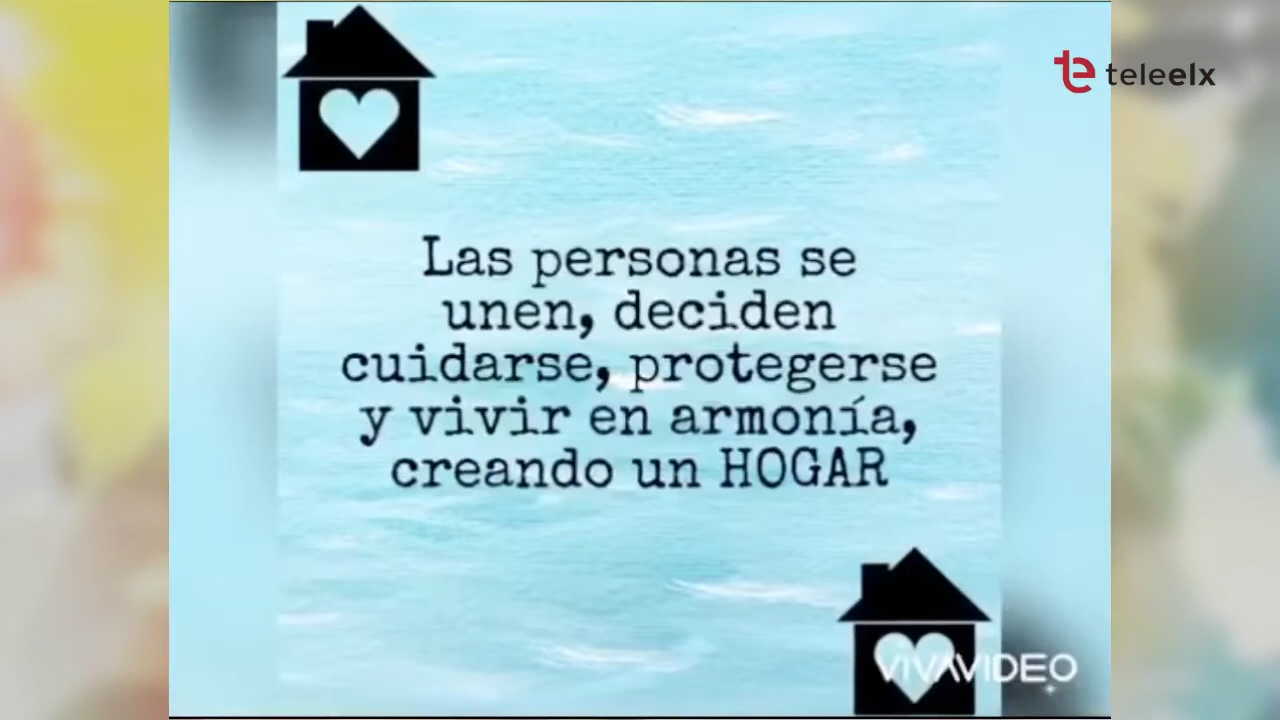 teleelx
Las personas se
unen, deciden
cuidarse, protegerse
y vivir en armonía,
creando un HOGAR
VIVAVIDEO